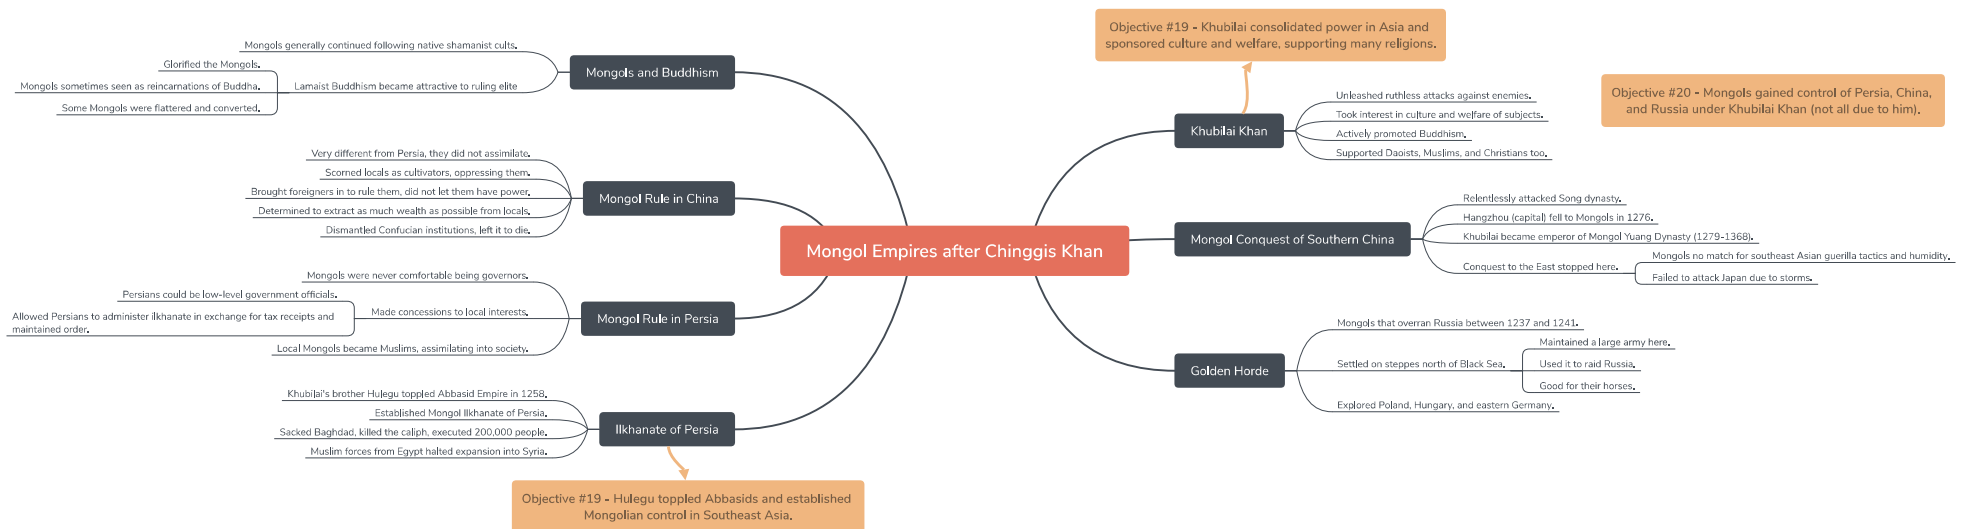 Mongol Empires after Chinggis Khan
Mongols and Buddhism
Mongols generally continued following native shamanist cults.
Lamaist Buddhism became attractive to ruling elite
Glorified the Mongols.
Mongols sometimes seen as reincarnations of Buddha.
Some Mongols were flattered and converted.
Mongol Rule in China
Very different from Persia, they did not assimilate.
Scorned locals as cultivators, oppressing them.
Brought foreigners in to rule them, did not let them have power.
Determined to extract as much wealth as possible from locals.
Dismantled Confucian institutions, left it to die.
Mongol Rule in Persia
Mongols were never comfortable being governors.
Made concessions to local interests.
Persians could be low-level government officials.
Allowed Persians to administer ilkhanate in exchange for tax receipts and
maintained order.
Local Mongols became Muslims, assimilating into society.
Ilkhanate of Persia
Khubilai's brother Hulegu toppled Abbasid Empire in 1258.
Established Mongol Ilkhanate of Persia.
Sacked Baghdad, killed the caliph, executed 200,000 people.
Muslim forces from Egypt halted expansion into Syria.
Objective #19 - Hulegu toppled Abbasids and established
Mongolian control in Southeast Asia.
Objective #19 - Khubilai consolidated power in Asia and
sponsored culture and welfare, supporting many religions.
Khubilai Khan
Unleashed ruthless attacks against enemies.
Took interest in culture and welfare of subjects.
Actively promoted Buddhism.
Supported Daoists, Muslims, and Christians too.
Objective #20 - Mongols gained control of Persia, China,
and Russia under Khubilai Khan (not all due to him).
Mongol Conquest of Southern China
Relentlessly attacked Song dynasty.
Hangzhou (capital) fell to Mongols in 1276.
Khubilai became emperor of Mongol Yuang Dynasty (1279-1368).
Conquest to the East stopped here.
Mongols no match for southeast Asian guerilla tactics and humidity.
Failed to attack Japan due to storms.
Golden Horde
Mongols that overran Russia between 1237 and 1241.
Settled on steppes north of Black Sea.
Maintained a large army here.
Used it to raid Russia.
Good for their horses.
Explored Poland, Hungary, and eastern Germany.